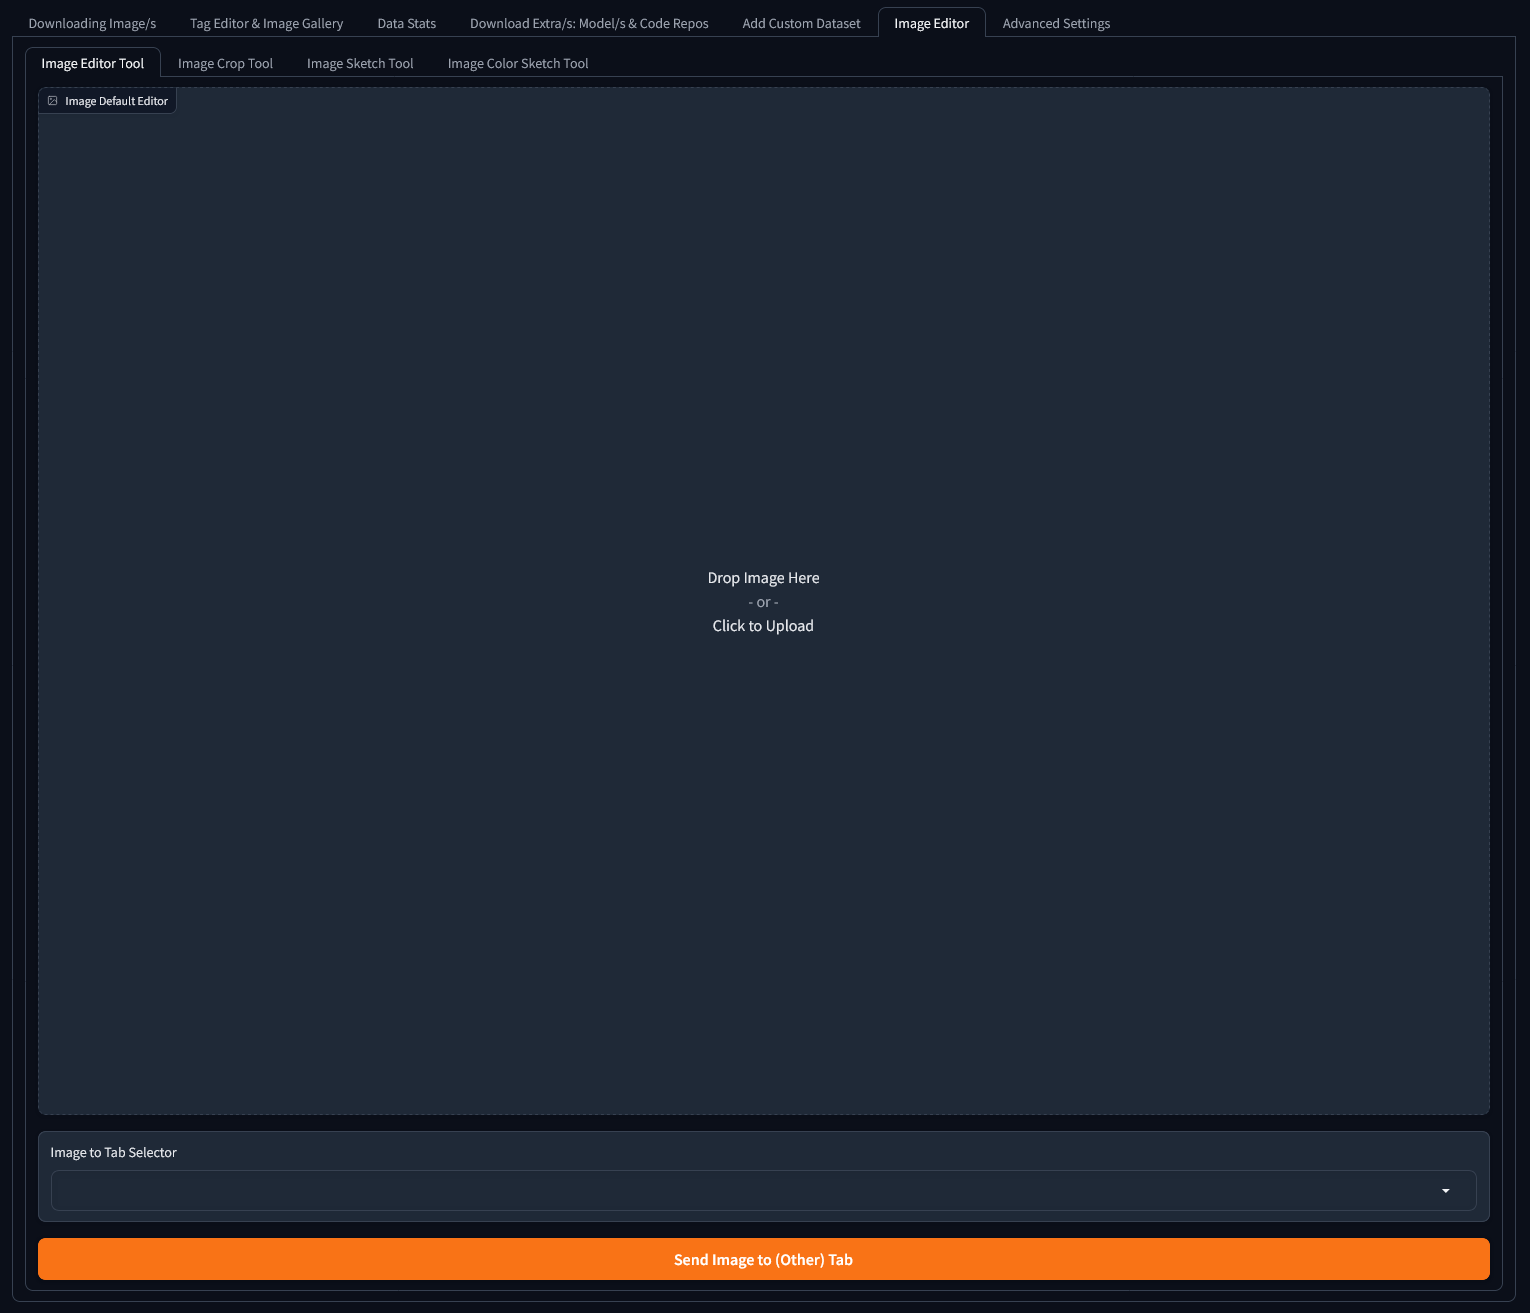 Downloading Image/s Tag Editor & Image Gallery Data Stats Download Extra/s: Model/s & Code Repos Add Custom Dataset Image Editor Advanced Settings
Image Editor Tool Image Crop Tool Image Sketch Tool Image Color Sketch Tool
Image Default Editor
Drop Image Here
- or -
Click to Upload
Image to Tab Selector
Send Image to (Other) Tab